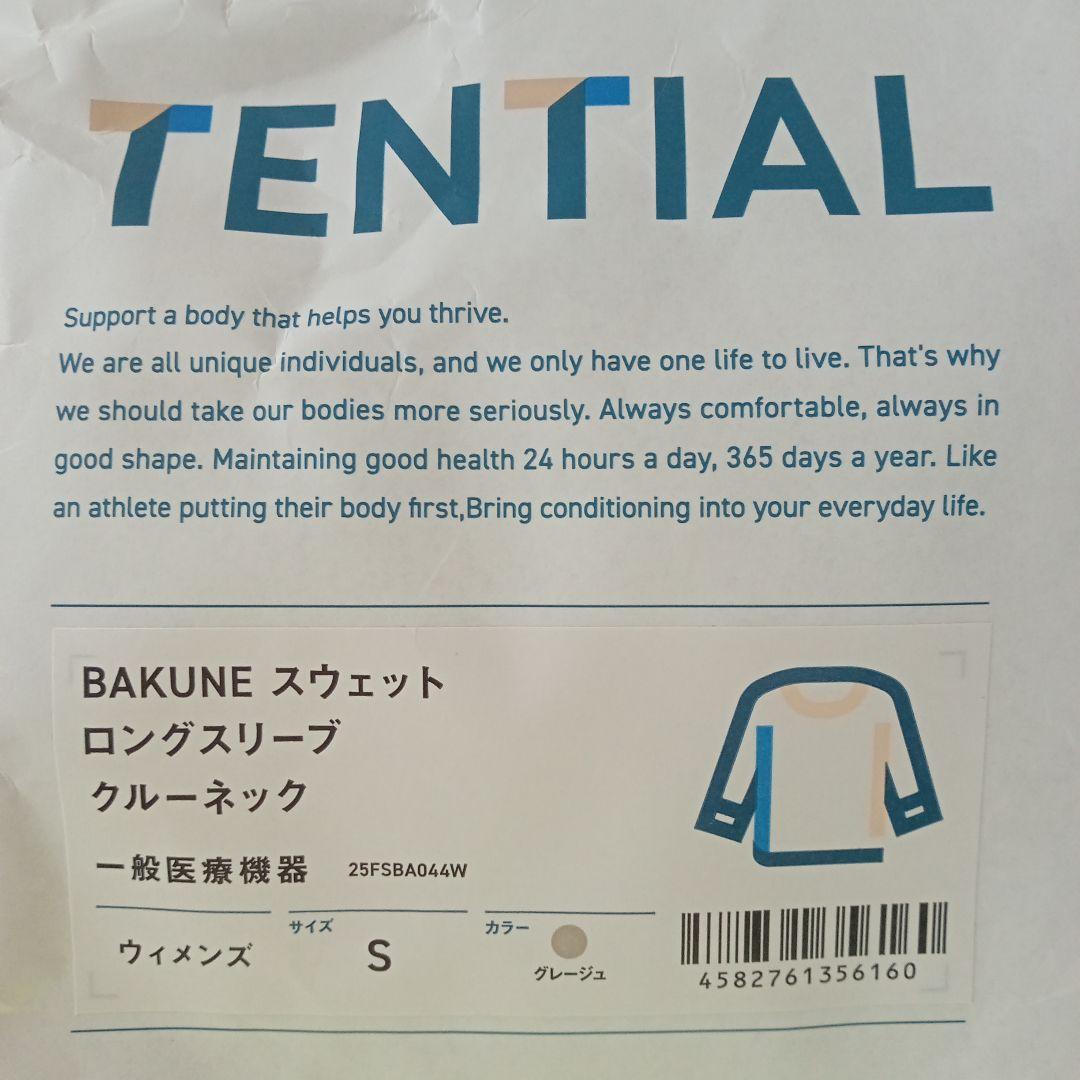 TENTIAL
Support a body that helps you thrive.
We are all unique individuals, and we only have one life to live. That's why
we should take our bodies more seriously. Always comfortable, always in
good shape. Maintaining good health 24 hours a day, 365 days a year. Like
an athlete putting their body first,Bring conditioning into your everyday life.
BAKUNE スウェット
ロングスリーブ
クルーネック
一般医療機器 25FSBA044W
ウィメンズ
サイズ
S
カラー
グレージュ
4582761356160